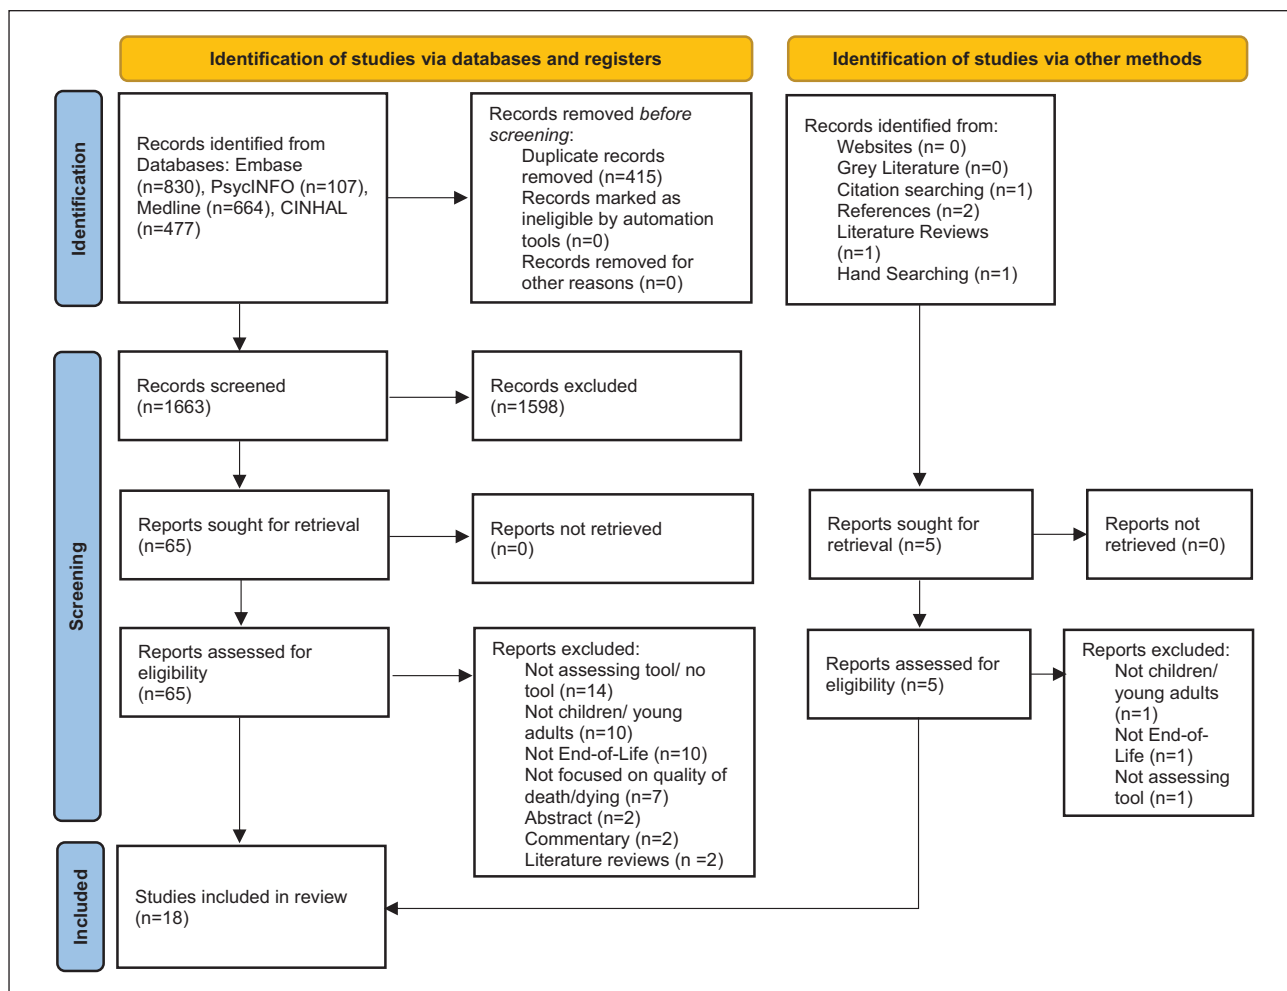 Identification of studies via databases and registers
Identification of studies via other methods
Identification
Records identified from
Databases: Embase
(n=830), PsycINFO (n=107),
Medline (n=664), CINHAL
(n=477)
Records removed before
screening:
Duplicate records
removed (n=415)
Records marked as
ineligible by automation
tools (n=0)
Records removed for
other reasons (n=0)
Records identified from:
Websites (n= 0)
Grey Literature (n=0)
Citation searching (n=1)
References (n=2)
Literature Reviews
(n=1)
Hand Searching (n=1)
Screening
Records screened
(n=1663)
Records excluded
(n=1598)
Reports sought for retrieval
(n=65)
Reports not retrieved
(n=0)
Reports sought for
retrieval (n=5)
Reports not
retrieved (n=0)
Reports assessed for
eligibility
(n=65)
Reports excluded:
Not assessing tool/ no
tool (n=14)
Not children/ young
adults (n=10)
Not End-of-Life (n=10)
Not focused on quality of
death/dying (n=7)
Abstract (n=2)
Commentary (n=2)
Literature reviews (n =2)
Reports assessed for
eligibility (n=5)
Reports excluded:
Not children/
young adults
(n=1)
Not End-of-
Life (n=1)
Not assessing
tool (n=1)
Included
Studies included in review
(n=18)